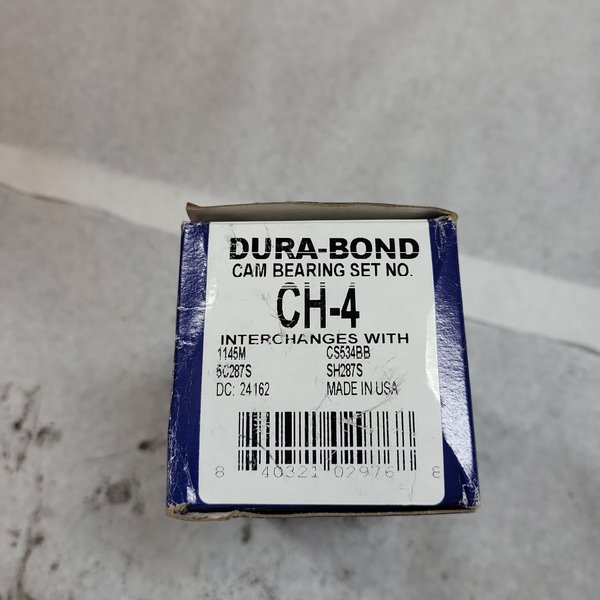 DURA-BOND
CAM BEARING SET NO.
CH-4
INTERCHANGES WITH
1145M CS534BB
6C287S SH287S
DC: 24162 MADE IN USA
8 40321 02976 8